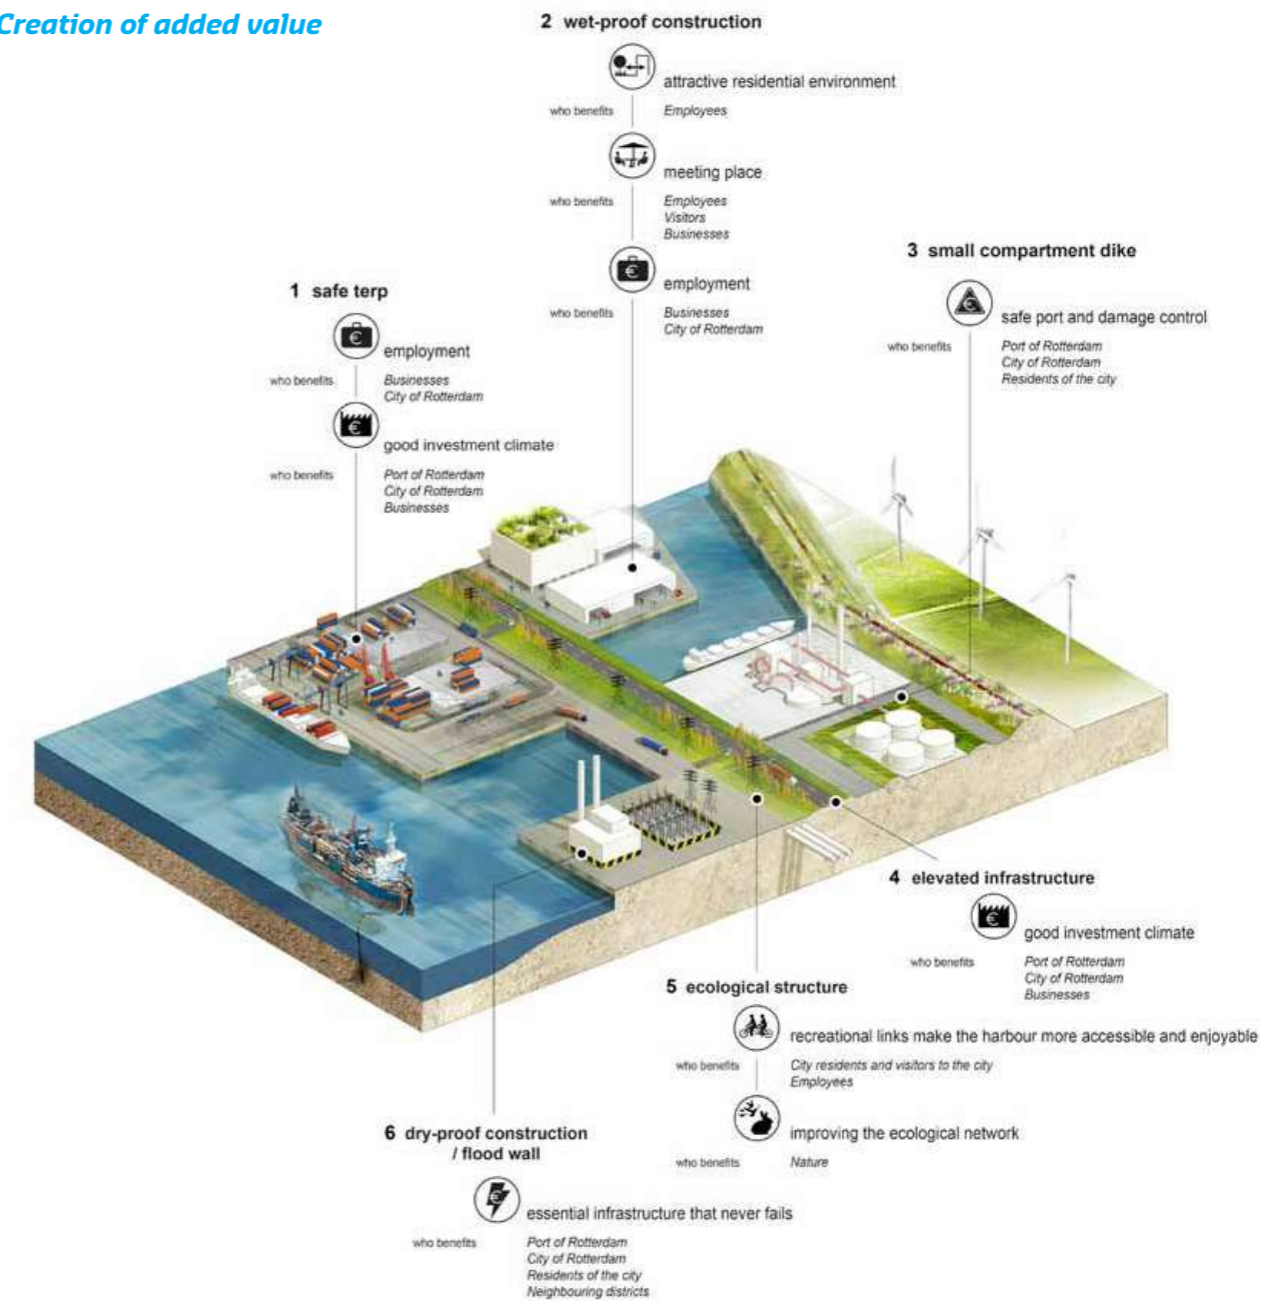 Creation of added value
2 wet-proof construction
attractive residential environment
who benefits Employees
meeting place
who benefits Employees
Visitors
Businesses
employment
who benefits Businesses
City of Rotterdam
3 small compartment dike
safe port and damage control
who benefits Port of Rotterdam
City of Rotterdam
Residents of the city
1 safe terp
employment
who benefits Businesses
City of Rotterdam
good investment climate
who benefits Port of Rotterdam
City of Rotterdam
Businesses
4 elevated infrastructure
good investment climate
who benefits Port of Rotterdam
City of Rotterdam
Businesses
5 ecological structure
recreational links make the harbour more accessible and enjoyable
who benefits City residents and visitors to the city
Employees
improving the ecological network
who benefits Nature
6 dry-proof construction
/ flood wall
essential infrastructure that never fails
who benefits Port of Rotterdam
City of Rotterdam
Residents of the city
Neighbouring districts